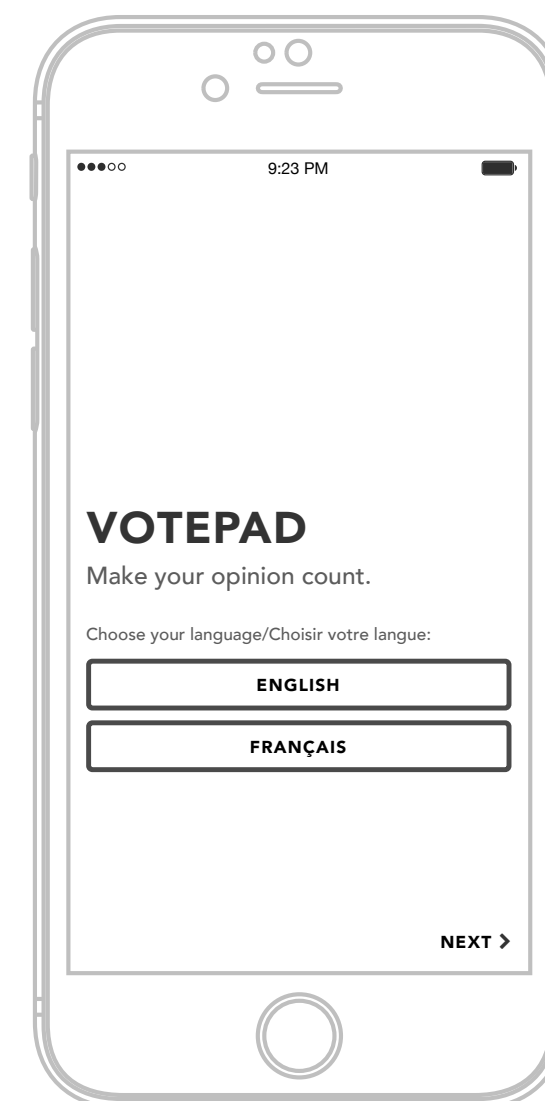 9:23 PM
VOTEPAD
Make your opinion count.
Choose your language/Choisir votre langue:
ENGLISH
FRANÇAIS
NEXT